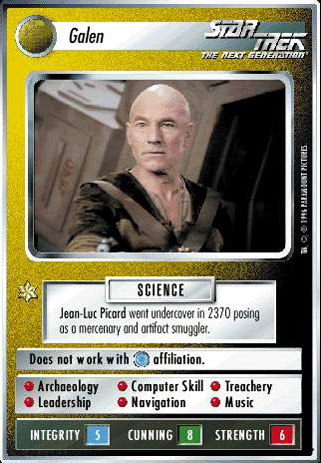 Galen
STAR TREK
THE NEXT GENERATION
© 1996 PARAMOUNT PICTURES
SCIENCE
Jean-Luc Picard went undercover in 2370 posing
as a mercenary and artifact smuggler.
Does not work with affiliation.
Archaeology Computer Skill Treachery
Leadership Navigation Music
INTEGRITY 5 CUNNING 8 STRENGTH 6